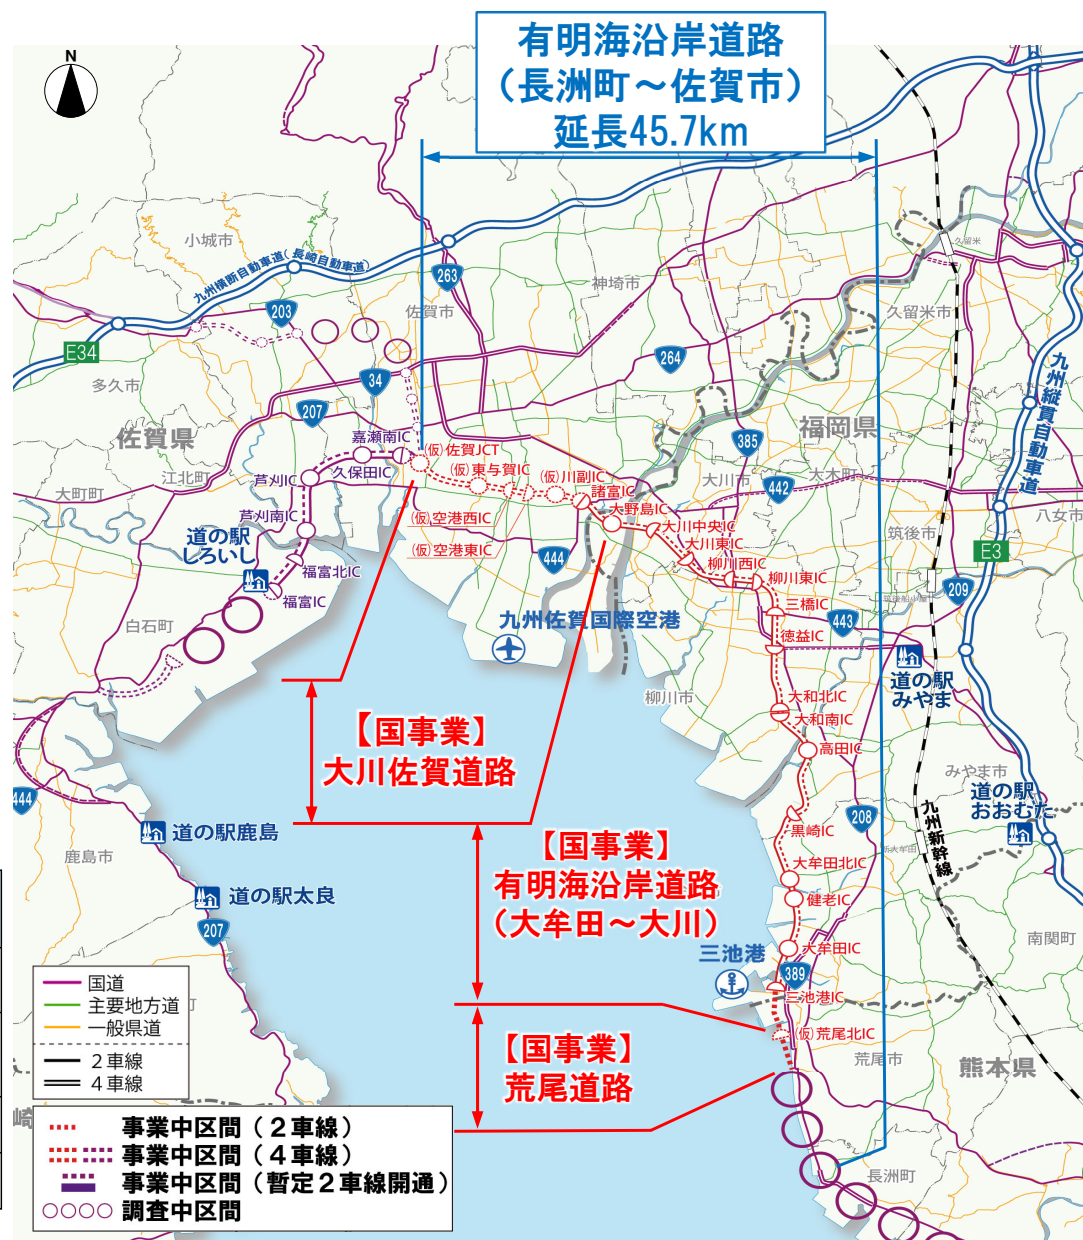 有明海沿岸道路
（長洲町～佐賀市）
延長45.7km
N
小城市
九州横断自動車道（長崎自動車道）
203
263
佐賀市
神埼市
久留米
久留米市
E34
多久市
34
264
207
佐賀県
江北町
大町町
嘉瀬南IC
久保田IC
芦刈IC
芦刈南IC
(仮)佐賀JCT
(仮)東与賀IC
(仮)川副IC
諸富IC
大野島IC
(仮)空港西IC
(仮)空港東IC
385
福岡県
大川市
442
大木町
九州縦貫自動車道
八女市
筑後市
E3
209
大川中央IC
大川東IC
柳川西IC
柳川東IC
三橋IC
443
徳益IC
道の駅
しろいし
福富北IC
福富IC
白石町
444
九州佐賀国際空港
柳川市
道の駅
みやま
大和北IC
大和南IC
高田IC
みやま市
道の駅
おおむた
【国事業】
大川佐賀道路
444
道の駅鹿島
鹿島市
道の駅太良
207
【国事業】
有明海沿岸道路
（大牟田～大川）
黒崎IC
208
新大牟田
九州新幹線
大牟田北IC
健老IC
大牟田IC
南関町
三池港
389
三池港IC
(仮)荒尾北IC
荒尾市
熊本県
【国事業】
荒尾道路
長洲町
国道
主要地方道
一般県道
２車線
４車線
町
崎
事業中区間（２車線）
事業中区間（４車線）
事業中区間（暫定２車線開通）
調査中区間